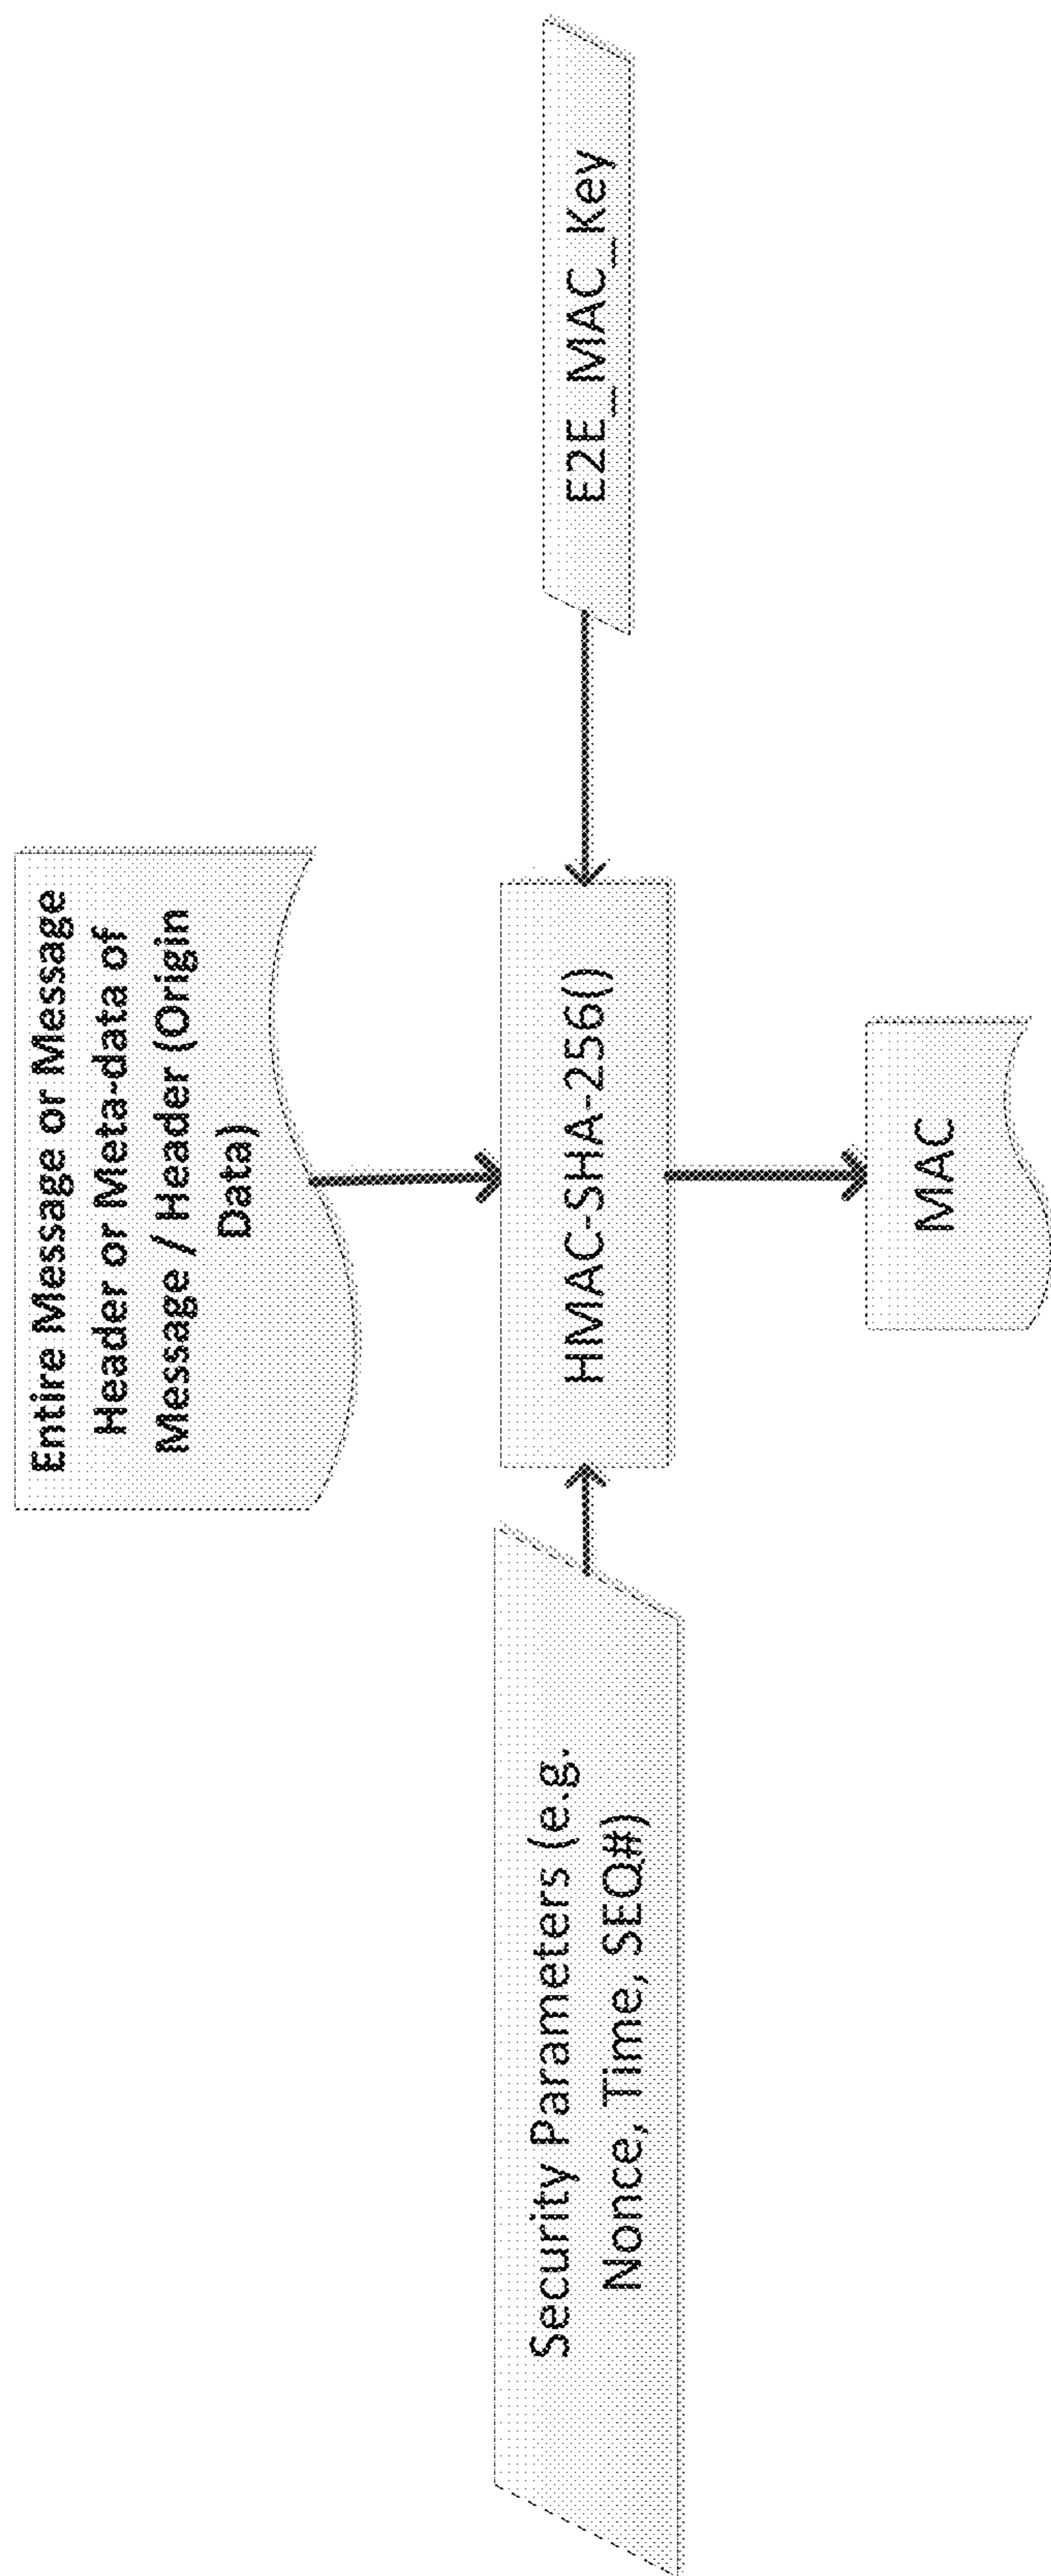 Entire Message or Message
Header or Meta-data of
Message / Header (Origin
Data)
Security Parameters (e.g.
Nonce, Time, SEQ#)
HMAC-SHA-256()
E2E_MAC_Key
MAC